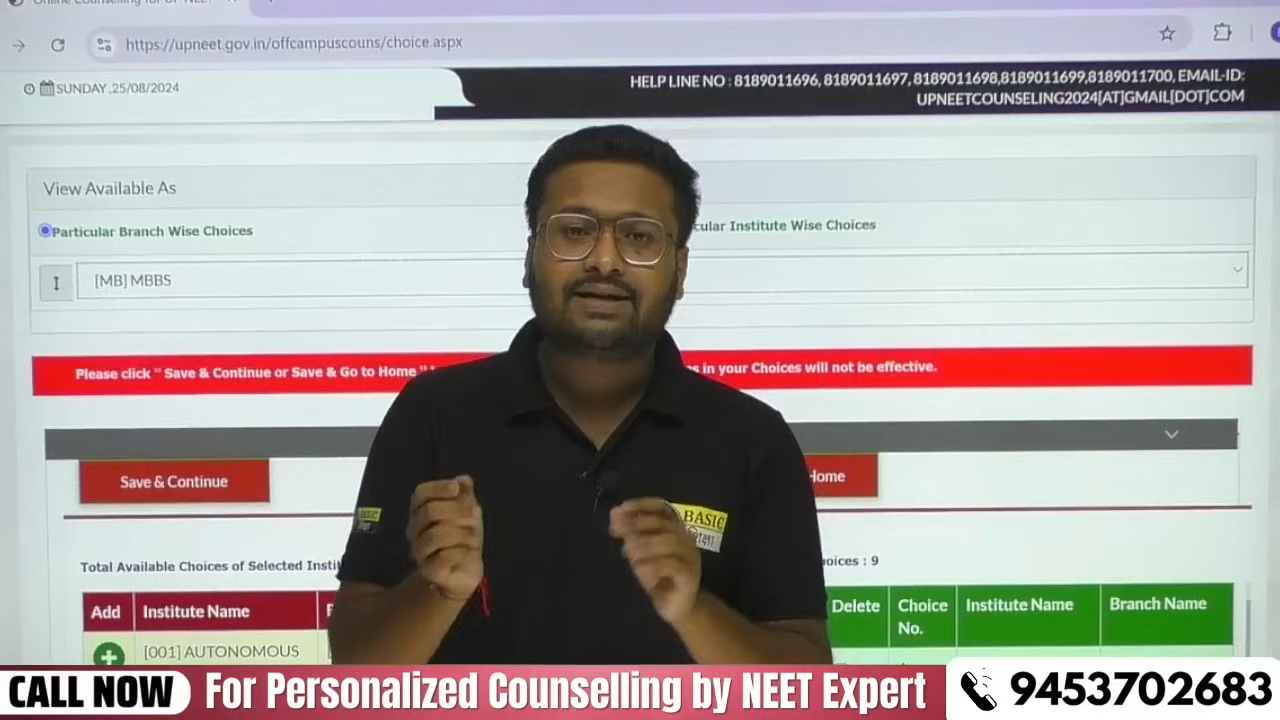 https://upneet.gov.in/offcampuscouns/choice.aspx
SUNDAY ,25/08/2024
HELP LINE NO : 8189011696, 8189011697, 8189011698,8189011699,8189011700, EMAIL-ID:
UPNEETCOUNSELING2024[AT]GMAIL[DOT]COM
View Available As
Particular Branch Wise Choices
cular Institute Wise Choices
[MB] MBBS
Please click " Save & Continue or Save & Go to Home "
in your Choices will not be effective.
Save & Continue
Home
Total Available Choices of Selected Insti
oices : 9
Add Institute Name
Delete Choice No. Institute Name Branch Name
[001] AUTONOMOUS
BASIC
BASIC
CALL NOW For Personalized Counselling by NEET Expert 9453702683